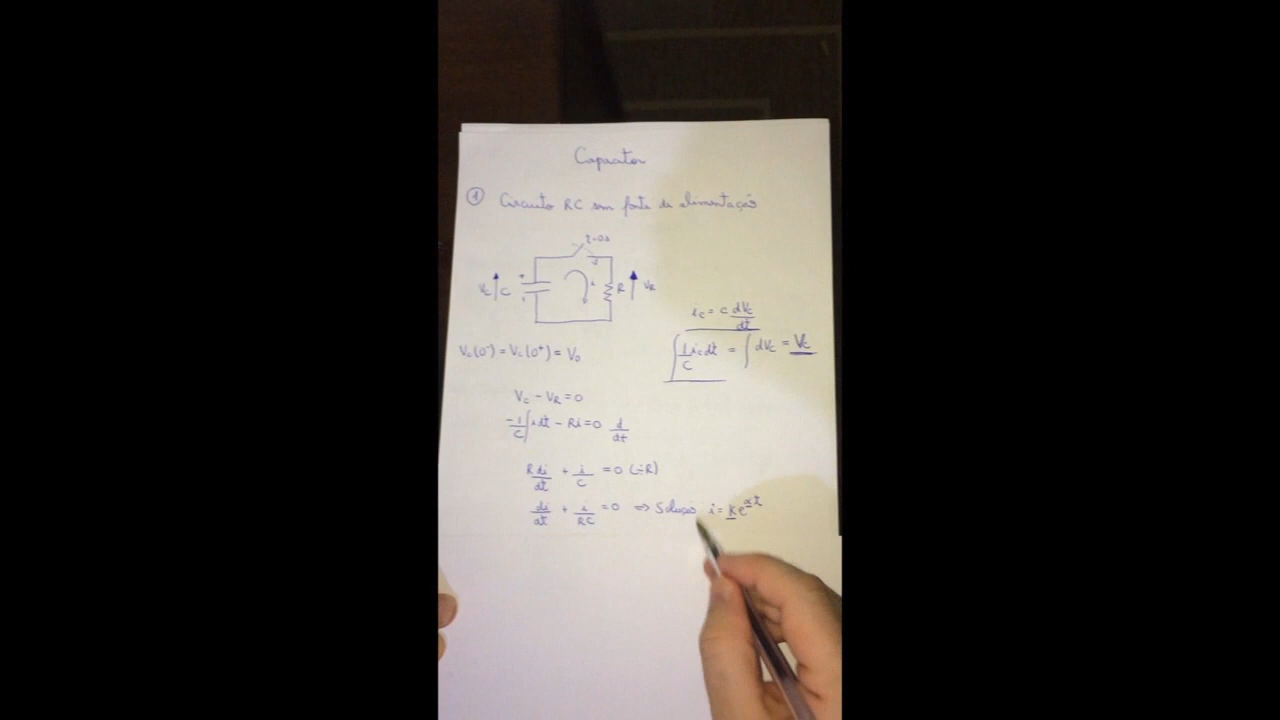 Capacitor
① Circuito RC sem fonte de alimentação
t=0s
+
Vc C i R VR
ic = C dVc/dt
∫ 1/C ic dt = ∫ dVc = Vc
Vc(0⁻) = Vc(0⁺) = V0
Vc - VR = 0
-1/C ∫ i dt - Ri = 0 d/dt
R di/dt + i/C = 0 (÷R)
di/dt + i/RC = 0 => Solução i = k e^αt